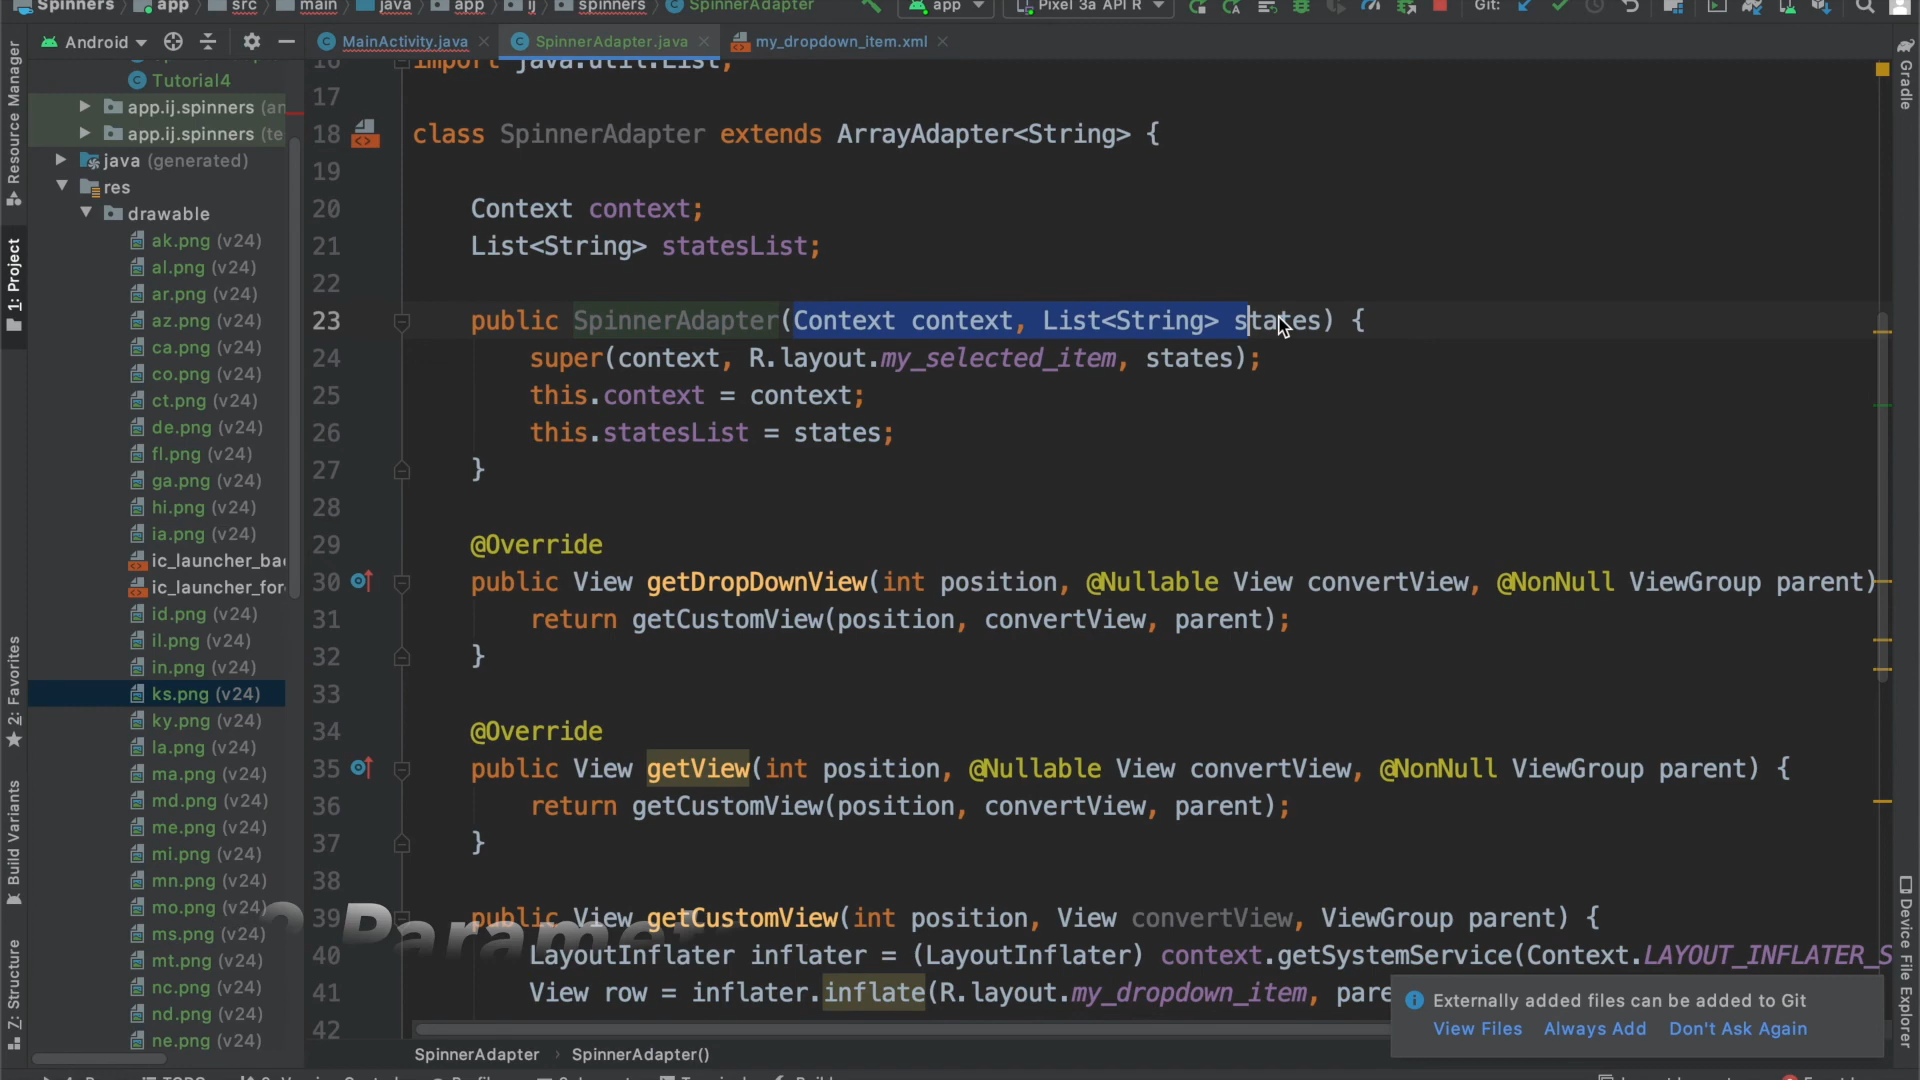 Spinners app src main java app ij spinners SpinnerAdapter app Pixel 3a API R Git:
Android MainActivity.java SpinnerAdapter.java my_dropdown_item.xml
Resource Manager
1: Project
2: Favorites
Build Variants
Z: Structure
Gradle
Device File Explorer
Tutorial4
app.ij.spinners (an
app.ij.spinners (te
java (generated)
res
drawable
ak.png (v24)
al.png (v24)
ar.png (v24)
az.png (v24)
ca.png (v24)
co.png (v24)
ct.png (v24)
de.png (v24)
fl.png (v24)
ga.png (v24)
hi.png (v24)
ia.png (v24)
ic_launcher_ba
ic_launcher_for
id.png (v24)
il.png (v24)
in.png (v24)
ks.png (v24)
ky.png (v24)
la.png (v24)
ma.png (v24)
md.png (v24)
me.png (v24)
mi.png (v24)
mn.png (v24)
mo.png (v24)
ms.png (v24)
mt.png (v24)
nc.png (v24)
nd.png (v24)
ne.png (v24)
16 import java.util.List;
17
18 class SpinnerAdapter extends ArrayAdapter<String> {
19
20 Context context;
21 List<String> statesList;
22
23 public SpinnerAdapter(Context context, List<String> states) {
24 super(context, R.layout.my_selected_item, states);
25 this.context = context;
26 this.statesList = states;
27 }
28
29 @Override
30 public View getDropDownView(int position, @Nullable View convertView, @NonNull ViewGroup parent)
31 return getCustomView(position, convertView, parent);
32 }
33
34 @Override
35 public View getView(int position, @Nullable View convertView, @NonNull ViewGroup parent) {
36 return getCustomView(position, convertView, parent);
37 }
38
39 public View getCustomView(int position, View convertView, ViewGroup parent) {
40 LayoutInflater inflater = (LayoutInflater) context.getSystemService(Context.LAYOUT_INFLATER_S
41 View row = inflater.inflate(R.layout.my_dropdown_item, pare
42
2 Parame
Externally added files can be added to Git
View Files Always Add Don't Ask Again
SpinnerAdapter › SpinnerAdapter()